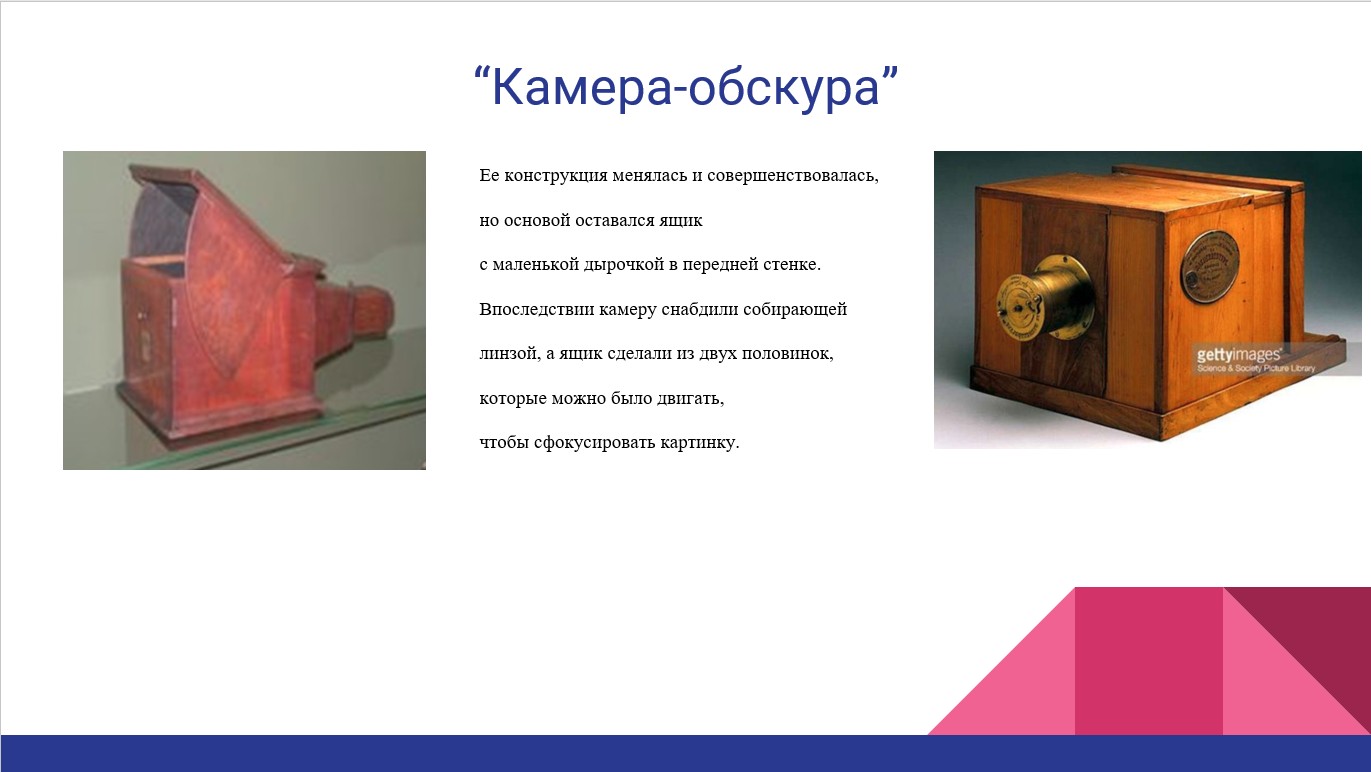 “Камера-обскура”
Ее конструкция менялась и совершенствовалась,
но основой оставался ящик
с маленькой дырочкой в передней стенке.
Впоследствии камеру снабдили собирающей
линзой, а ящик сделали из двух половинок,
которые можно было двигать,
чтобы сфокусировать картинку.
gettyimages®
Science & Society Picture Library